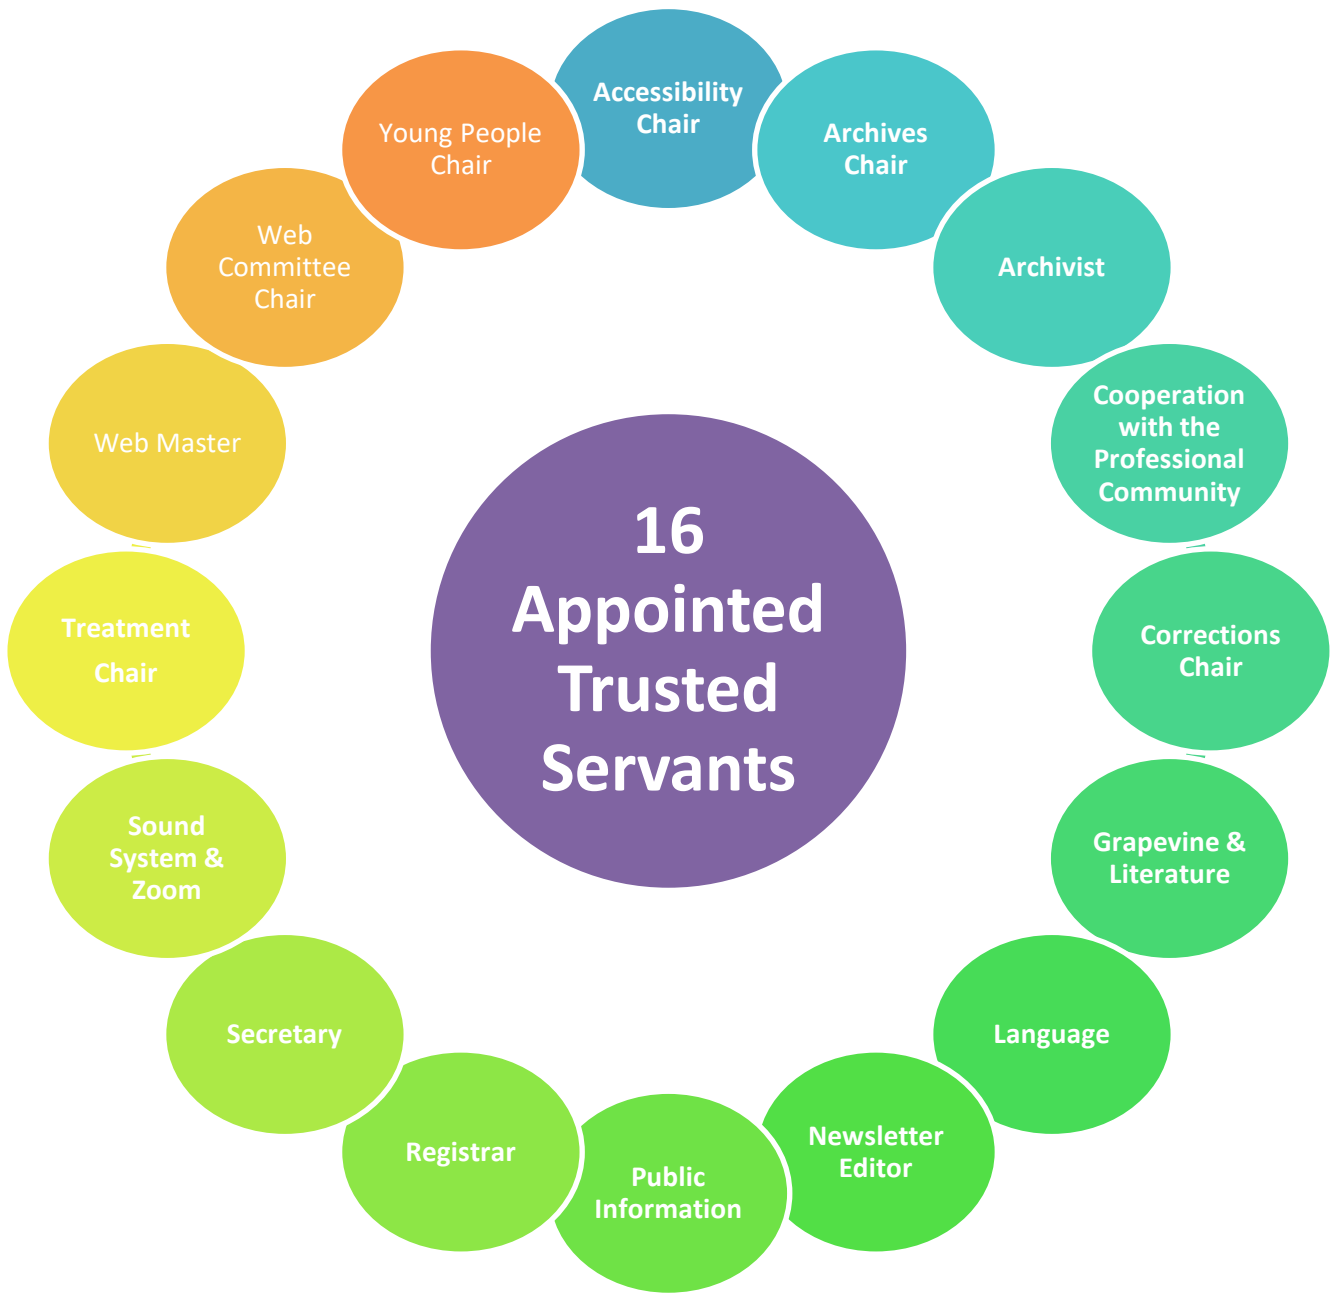 Accessibility
Chair
Archives
Chair
Archivist
Cooperation
with the
Professional
Community
Corrections
Chair
Grapevine &
Literature
Language
Newsletter
Editor
Public
Information
Registrar
Secretary
Sound
System &
Zoom
Treatment
Chair
Web Master
Web
Committee
Chair
Young People
Chair
16
Appointed
Trusted
Servants